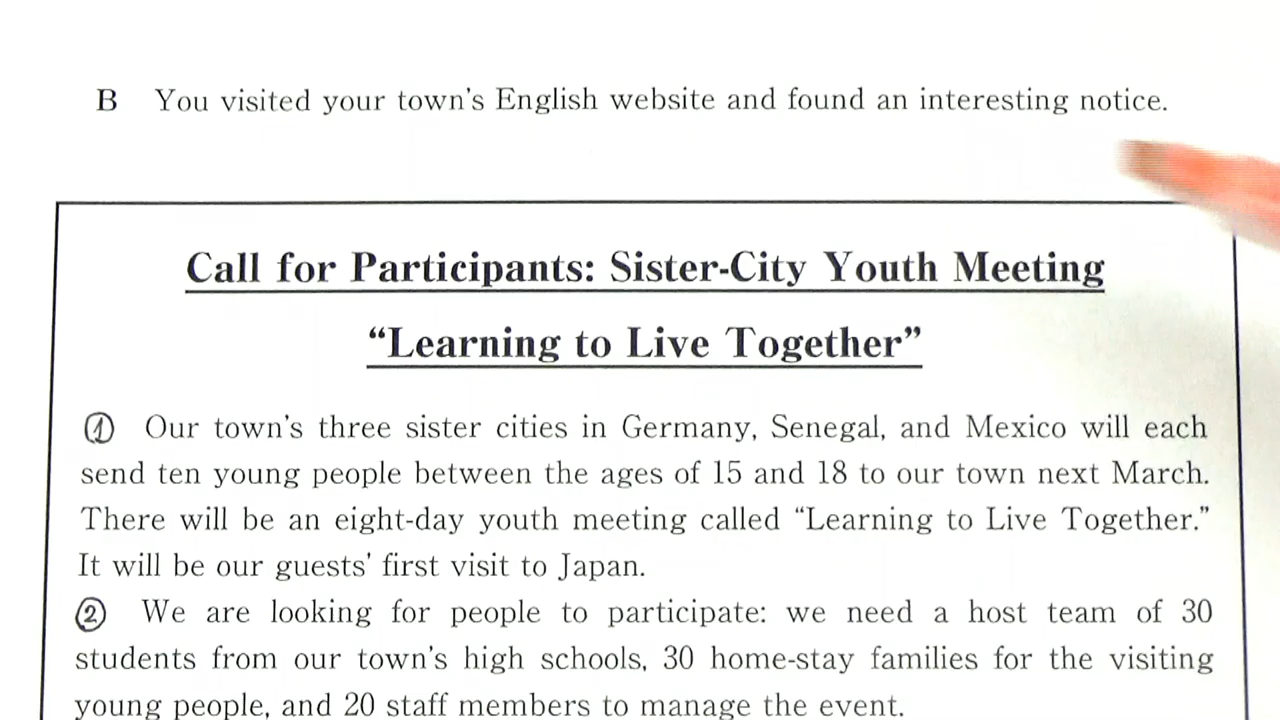 B You visited your town's English website and found an interesting notice.
Call for Participants: Sister-City Youth Meeting
“Learning to Live Together”
① Our town's three sister cities in Germany, Senegal, and Mexico will each
send ten young people between the ages of 15 and 18 to our town next March.
There will be an eight-day youth meeting called “Learning to Live Together.”
It will be our guests' first visit to Japan.
② We are looking for people to participate: we need a host team of 30
students from our town's high schools, 30 home-stay families for the visiting
young people, and 20 staff members to manage the event.